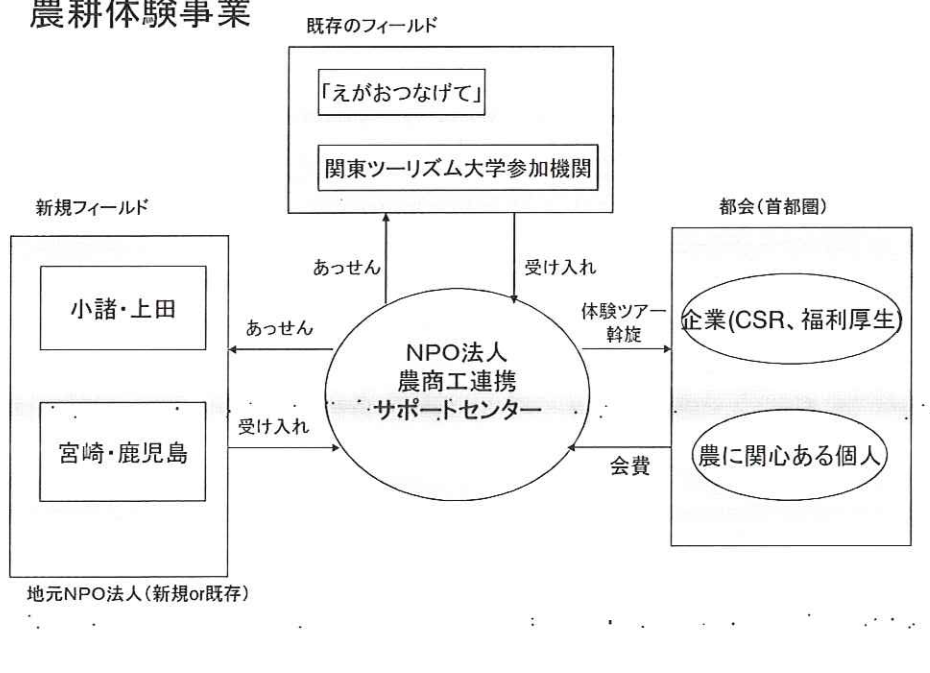 農耕体験事業
既存のフィールド
「えがおつなげて」
関東ツーリズム大学参加機関
新規フィールド
都会(首都圏)
あっせん
受け入れ
小諸・上田
あっせん
体験ツアー
斡旋
企業(CSR、福利厚生)
NPO法人
農商工連携
サポートセンター
宮崎・鹿児島
受け入れ
会費
農に関心ある個人
地元NPO法人(新規or既存)